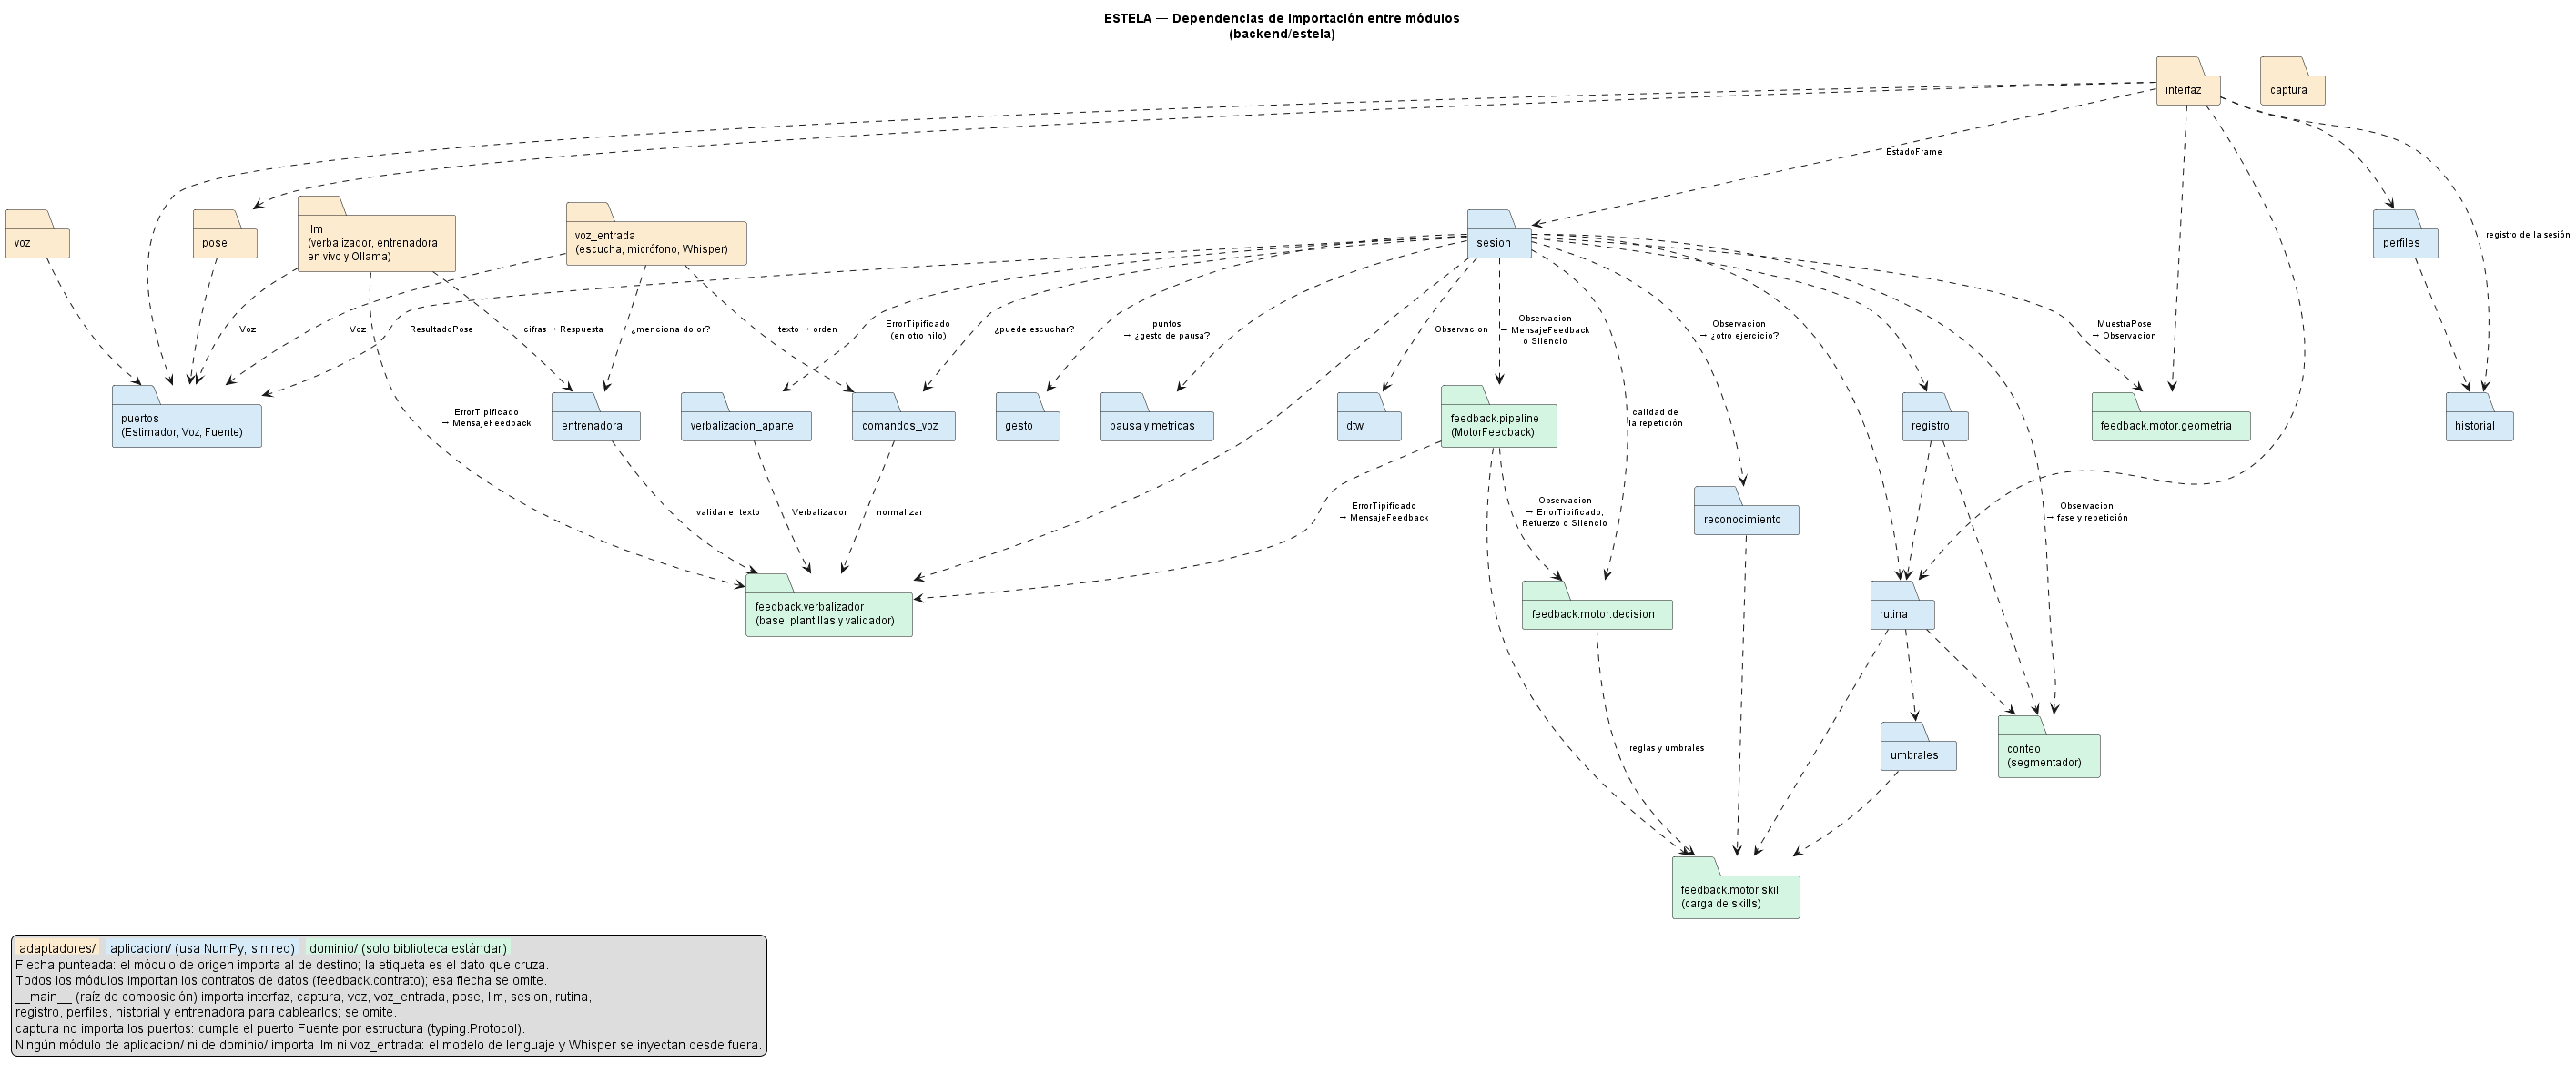 ESTELA — Dependencias de importación entre módulos
(backend/estela)
interfaz
captura
EstadoFrame
voz
pose
llm
(verbalizador, entrenadora
en vivo y Ollama)
voz_entrada
(escucha, micrófono, Whisper)
sesion
perfiles
registro de la sesión
Voz
cifras → Respuesta
Voz
¿menciona dolor?
ResultadoPose
texto → orden
ErrorTipificado
(en otro hilo)
¿puede escuchar?
puntos
→ ¿gesto de pausa?
Observacion
Observacion
→ MensajeFeedback
o Silencio
Observacion
→ ¿otro ejercicio?
MuestraPose
→ Observacion
puertos
(Estimador, Voz, Fuente)
ErrorTipificado
→ MensajeFeedback
entrenadora
verbalizacion_aparte
comandos_voz
gesto
pausa y metricas
dtw
feedback.pipeline
(MotorFeedback)
calidad de
la repetición
registro
feedback.motor.geometria
historial
validar el texto
Verbalizador
normalizar
ErrorTipificado
→ MensajeFeedback
Observacion
→ ErrorTipificado,
Refuerzo o Silencio
reconocimiento
Observacion
→ fase y repetición
feedback.verbalizador
(base, plantillas y validador)
feedback.motor.decision
rutina
reglas y umbrales
umbrales
conteo
(segmentador)
feedback.motor.skill
(carga de skills)
adaptadores/ aplicacion/ (usa NumPy; sin red) dominio/ (solo biblioteca estándar)
Flecha punteada: el módulo de origen importa al de destino; la etiqueta es el dato que cruza.
Todos los módulos importan los contratos de datos (feedback.contrato); esa flecha se omite.
__main__ (raíz de composición) importa interfaz, captura, voz, voz_entrada, pose, llm, sesion, rutina,
registro, perfiles, historial y entrenadora para cablearlos; se omite.
captura no importa los puertos: cumple el puerto Fuente por estructura (typing.Protocol).
Ningún módulo de aplicacion/ ni de dominio/ importa llm ni voz_entrada: el modelo de lenguaje y Whisper se inyectan desde fuera.